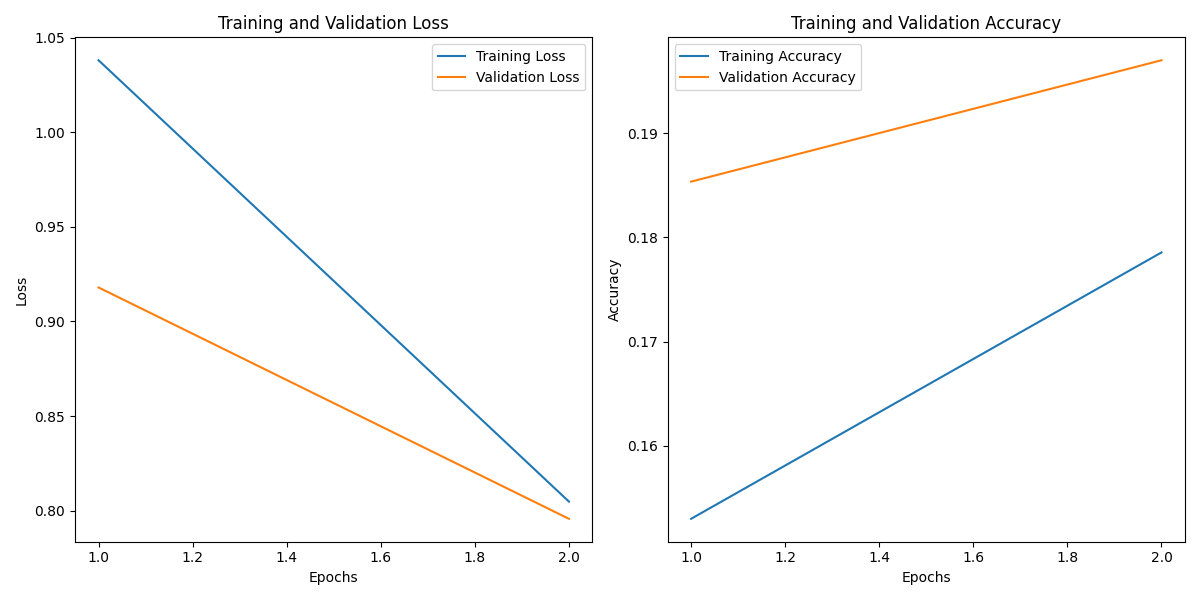 Training and Validation Loss
1.05
1.00
0.95
0.90
0.85
0.80
Loss
Training Loss
Validation Loss
1.0 1.2 1.4 1.6 1.8 2.0
Epochs
Training and Validation Accuracy
0.19
0.18
0.17
0.16
Accuracy
Training Accuracy
Validation Accuracy
1.0 1.2 1.4 1.6 1.8 2.0
Epochs